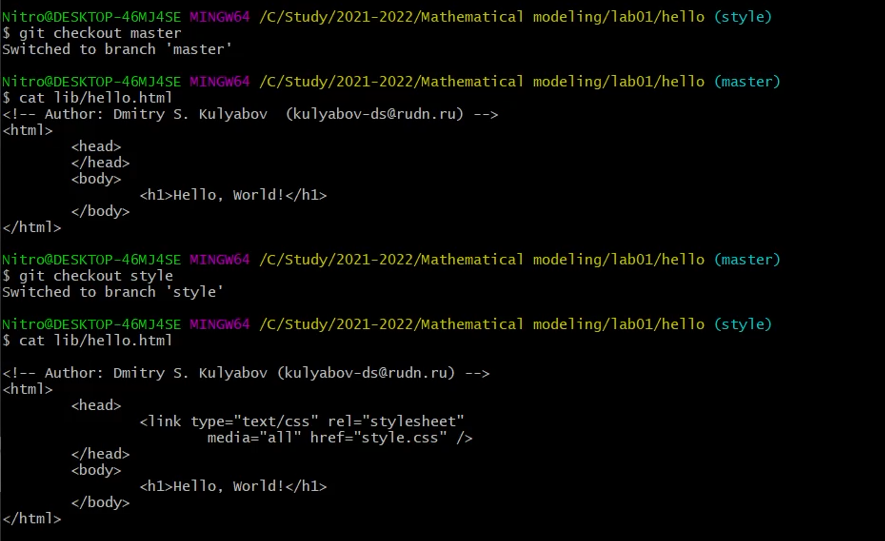 Nitro@DESKTOP-46MJ4SE MINGW64 /C/Study/2021-2022/Mathematical modeling/lab01/hello (style)
$ git checkout master
Switched to branch 'master'

Nitro@DESKTOP-46MJ4SE MINGW64 /C/Study/2021-2022/Mathematical modeling/lab01/hello (master)
$ cat lib/hello.html
<!-- Author: Dmitry S. Kulyabov  (kulyabov-ds@rudn.ru) -->
<html>
        <head>
        </head>
        <body>
                <h1>Hello, World!</h1>
        </body>
</html>

Nitro@DESKTOP-46MJ4SE MINGW64 /C/Study/2021-2022/Mathematical modeling/lab01/hello (master)
$ git checkout style
Switched to branch 'style'

Nitro@DESKTOP-46MJ4SE MINGW64 /C/Study/2021-2022/Mathematical modeling/lab01/hello (style)
$ cat lib/hello.html

<!-- Author: Dmitry S. Kulyabov (kulyabov-ds@rudn.ru) -->
<html>
        <head>
                <link type="text/css" rel="stylesheet"
                        media="all" href="style.css" />
        </head>
        <body>
                <h1>Hello, World!</h1>
        </body>
</html>